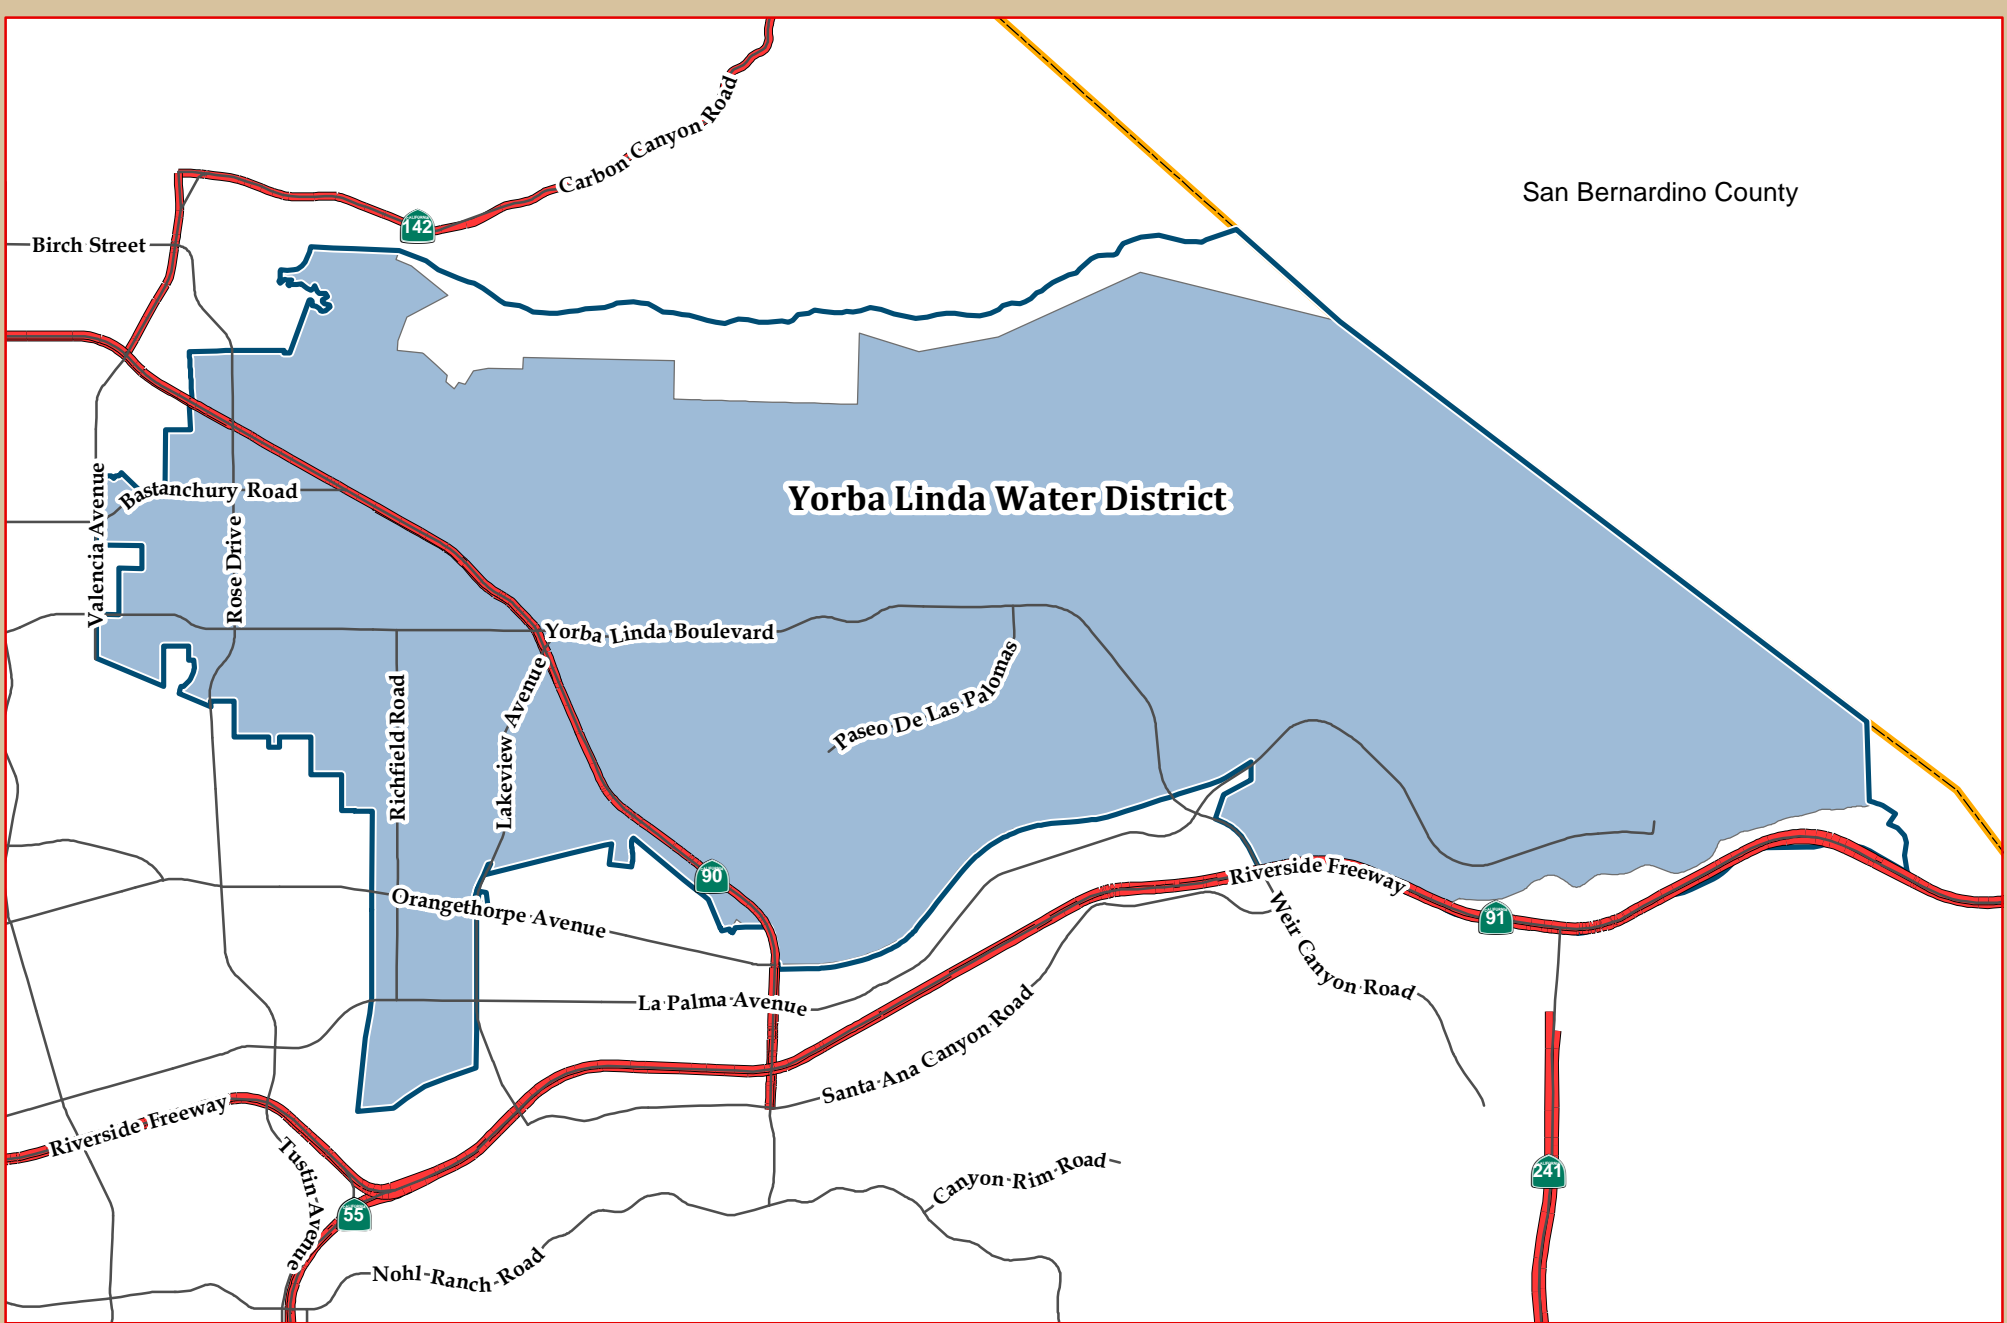 Carbon Canyon Road
San Bernardino County
142
Birch Street
Bastanchury Road
Valencia Avenue
Rose Drive
Yorba Linda Water District
Yorba Linda Boulevard
Paseo De Las Palomas
Lakeview Avenue
Richfield Road
90
Orangethorpe Avenue
Riverside Freeway
91
Weir Canyon Road
La Palma Avenue
Santa Ana Canyon Road
Riverside Freeway
Tustin Avenue
241
Canyon Rim Road
55
Nohl Ranch Road